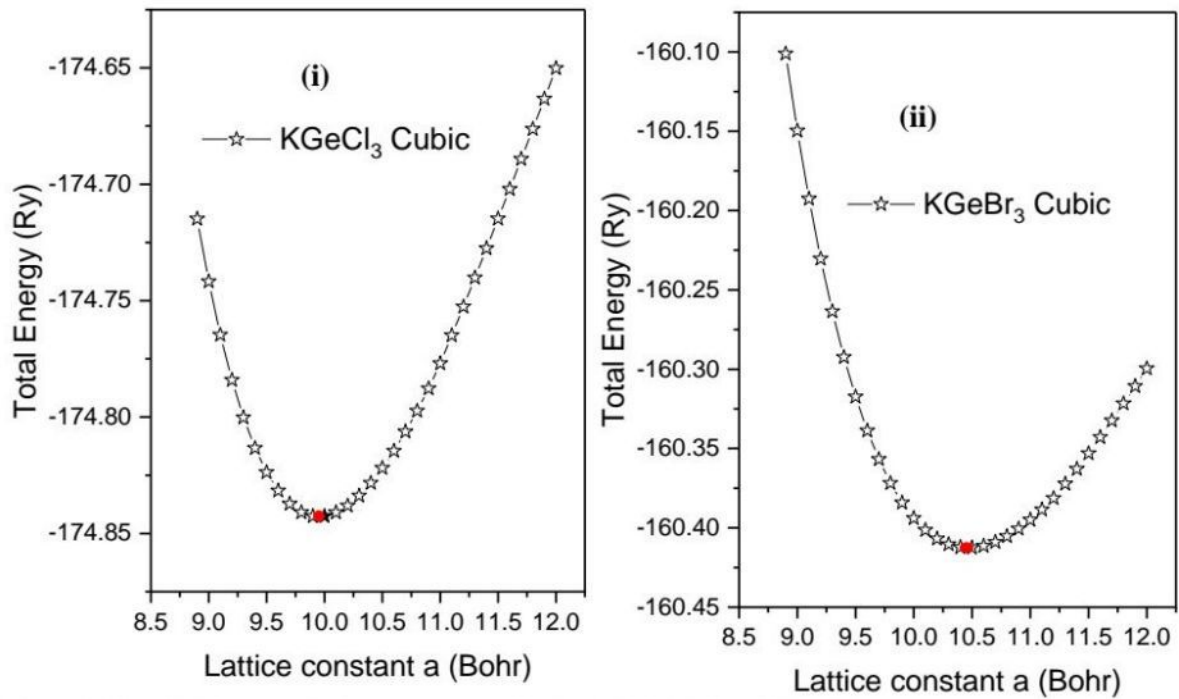 (i)
KGeCl₃ Cubic
-174.65
-174.70
-174.75
-174.80
-174.85
Total Energy (Ry)
8.5 9.0 9.5 10.0 10.5 11.0 11.5 12.0
Lattice constant a (Bohr)
(ii)
KGeBr₃ Cubic
-160.10
-160.15
-160.20
-160.25
-160.30
-160.35
-160.40
-160.45
Total Energy (Ry)
8.5 9.0 9.5 10.0 10.5 11.0 11.5 12.0
Lattice constant a (Bohr)